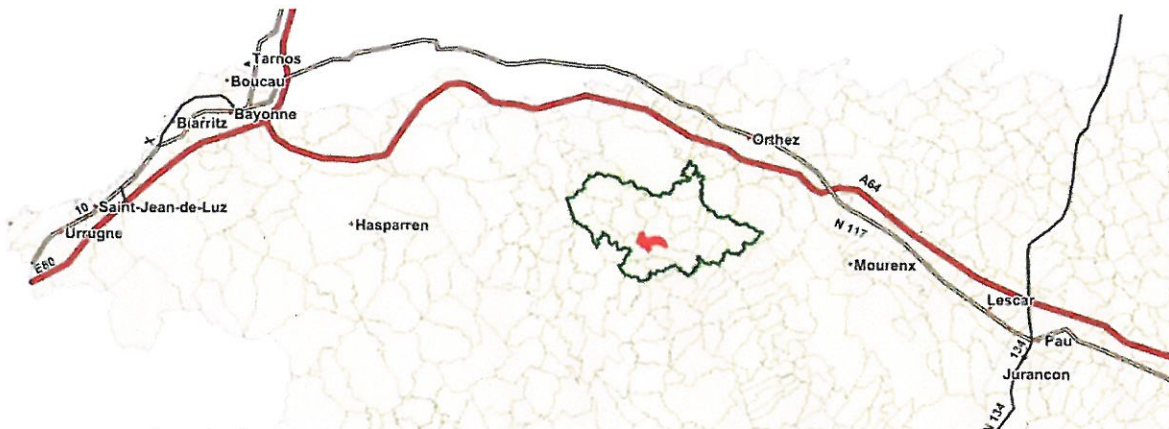 Tarnos
Boucau
Bayonne
Biarritz
Orthez
A64
10
Saint-Jean-de-Luz
Hasparren
Urrugne
N 117
E80
Mourenx
Lescar
134
Pau
Jurancon
N 134